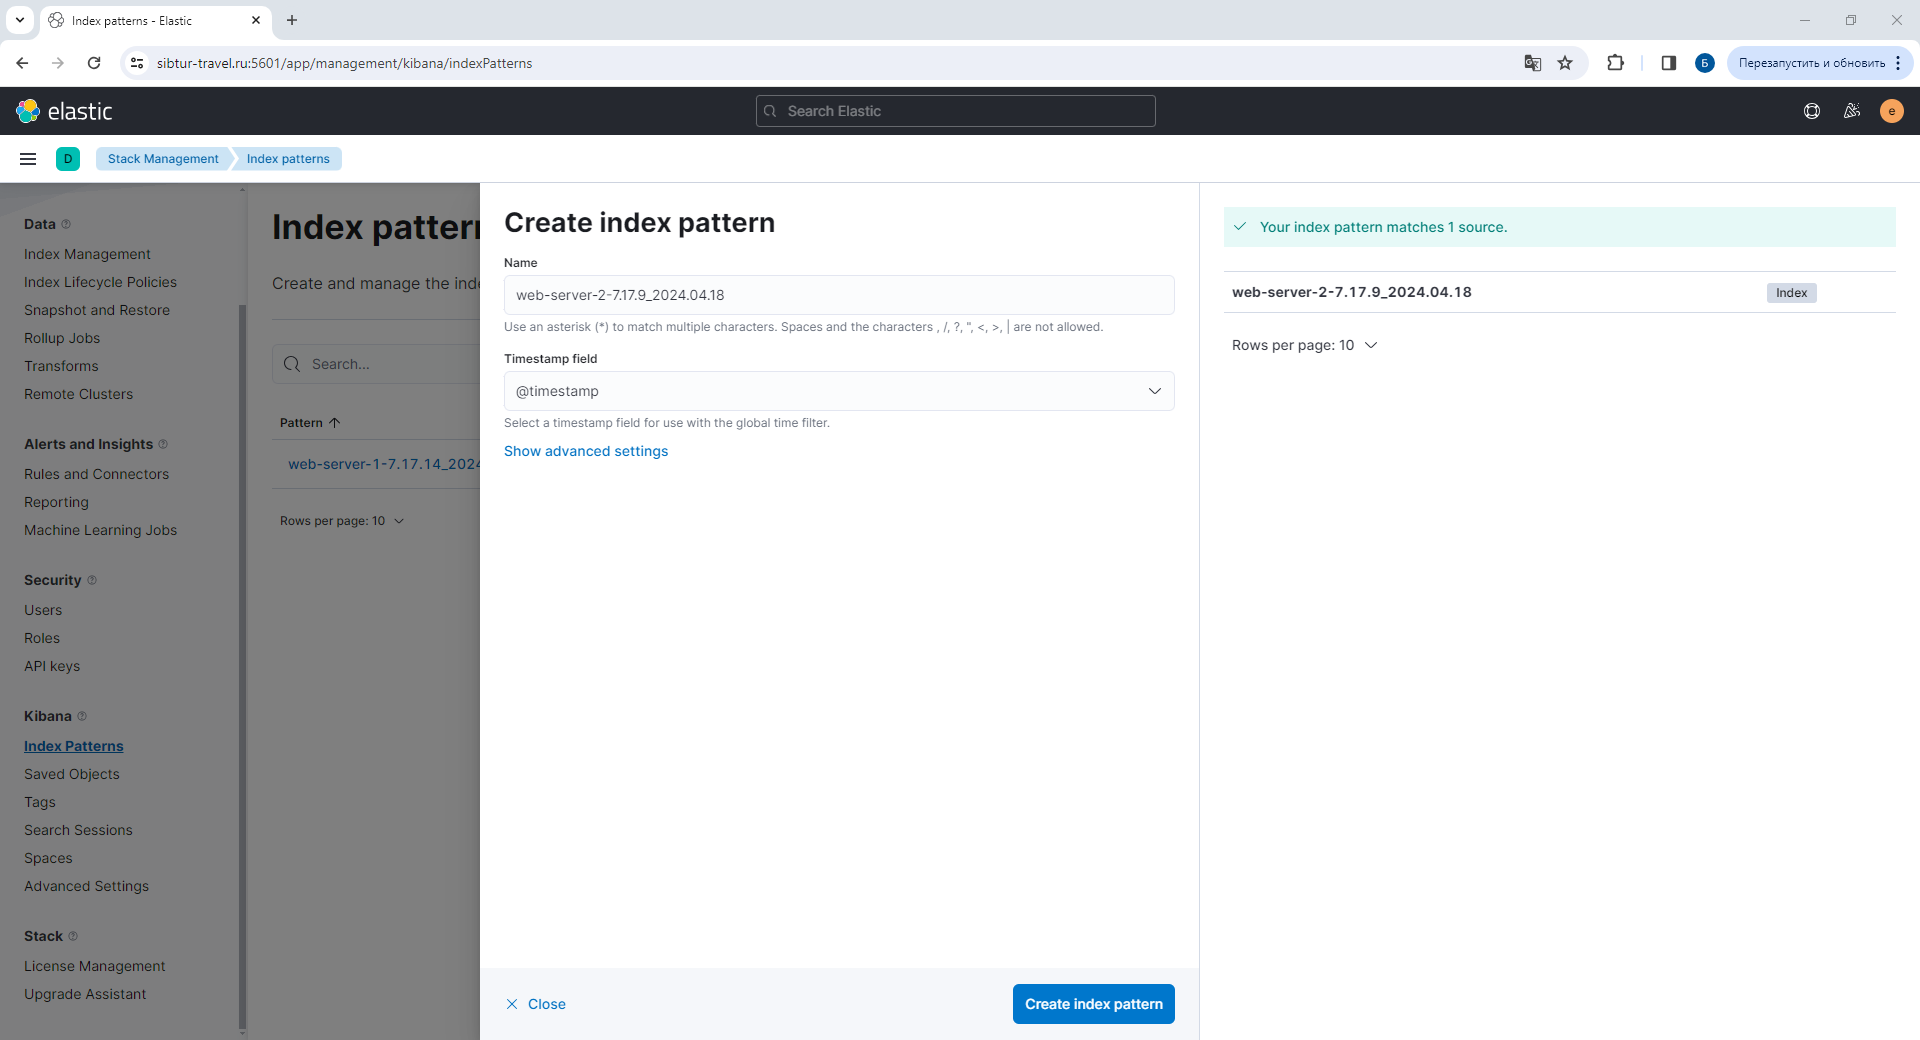 Index patterns - Elastic
sibtur-travel.ru:5601/app/management/kibana/indexPatterns
Б
Перезапустить и обновить
elastic
Search Elastic
e
D
Stack Management
Index patterns
Data
Index Management
Index Lifecycle Policies
Snapshot and Restore
Rollup Jobs
Transforms
Remote Clusters
Alerts and Insights
Rules and Connectors
Reporting
Machine Learning Jobs
Security
Users
Roles
API keys
Kibana
Index Patterns
Saved Objects
Tags
Search Sessions
Spaces
Advanced Settings
Stack
License Management
Upgrade Assistant
Index patter
Create and manage the ind
Search...
Pattern
web-server-1-7.17.14_2024
Rows per page: 10
Create index pattern
Name
web-server-2-7.17.9_2024.04.18
Use an asterisk (*) to match multiple characters. Spaces and the characters , /, ?, ", <, >, | are not allowed.
Timestamp field
@timestamp
Select a timestamp field for use with the global time filter.
Show advanced settings
Close
Create index pattern
Your index pattern matches 1 source.
web-server-2-7.17.9_2024.04.18
Index
Rows per page: 10